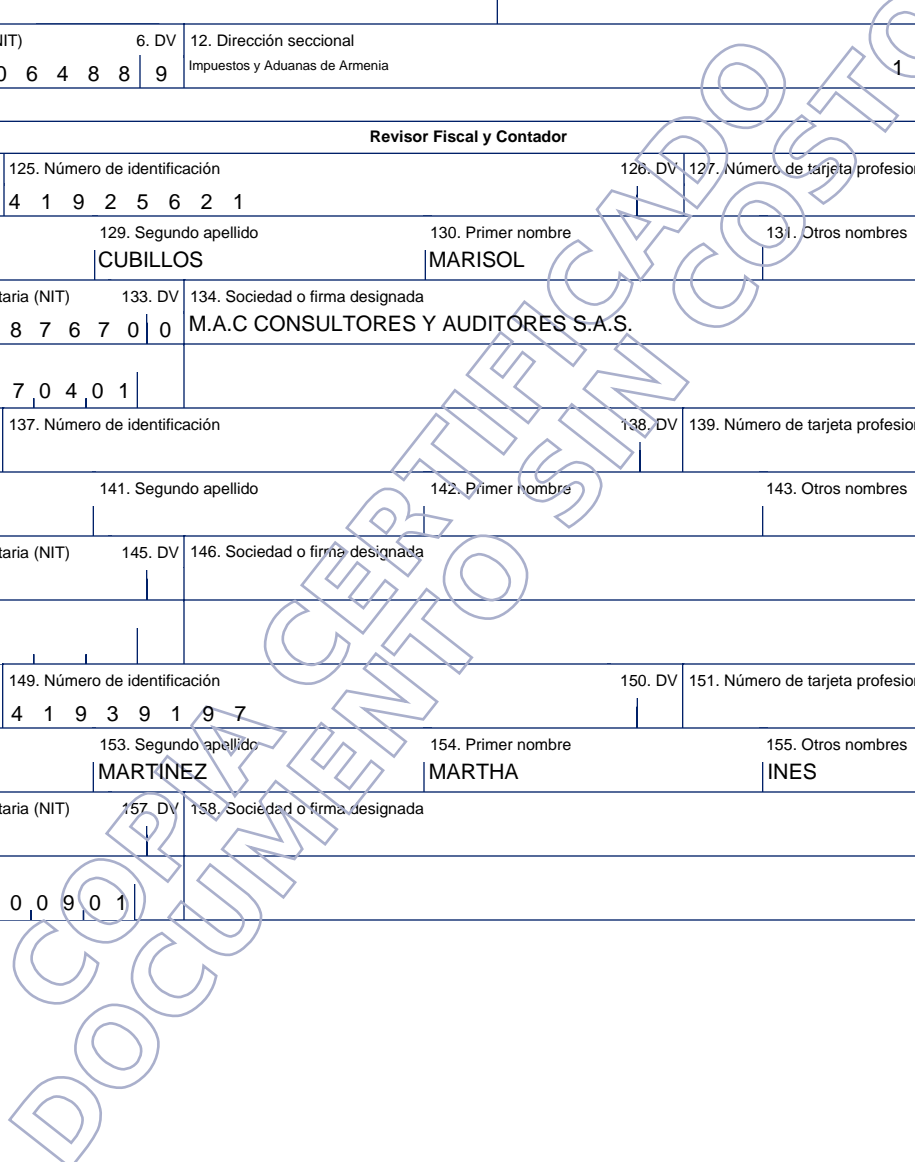 IIT) 6. DV 12. Dirección seccional
0 6 4 8 8 9 Impuestos y Aduanas de Armenia 1
Revisor Fiscal y Contador
125. Número de identificación 126. DV 127. Número de tarjeta profesion
4 1 9 2 5 6 2 1
129. Segundo apellido 130. Primer nombre 131. Otros nombres
CUBILLOS MARISOL
taria (NIT) 133. DV 134. Sociedad o firma designada
8 7 6 7 0 0 M.A.C CONSULTORES Y AUDITORES S.A.S.
7 0 4 0 1
137. Número de identificación 138. DV 139. Número de tarjeta profesion
141. Segundo apellido 142. Primer nombre 143. Otros nombres
taria (NIT) 145. DV 146. Sociedad o firma designada
149. Número de identificación 150. DV 151. Número de tarjeta profesion
4 1 9 3 9 1 9 7
153. Segundo apellido 154. Primer nombre 155. Otros nombres
MARTINEZ MARTHA INES
taria (NIT) 157. DV 158. Sociedad o firma designada
0 0 9 0 1
COPIA CERTIFICADO
DOCUMENTO SIN COSTO